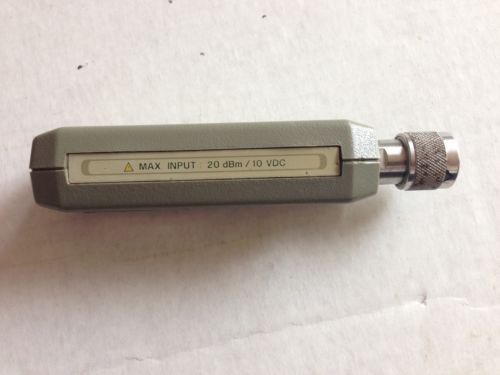 ⚠ MAX INPUT : 20 dBm / 10 VDC